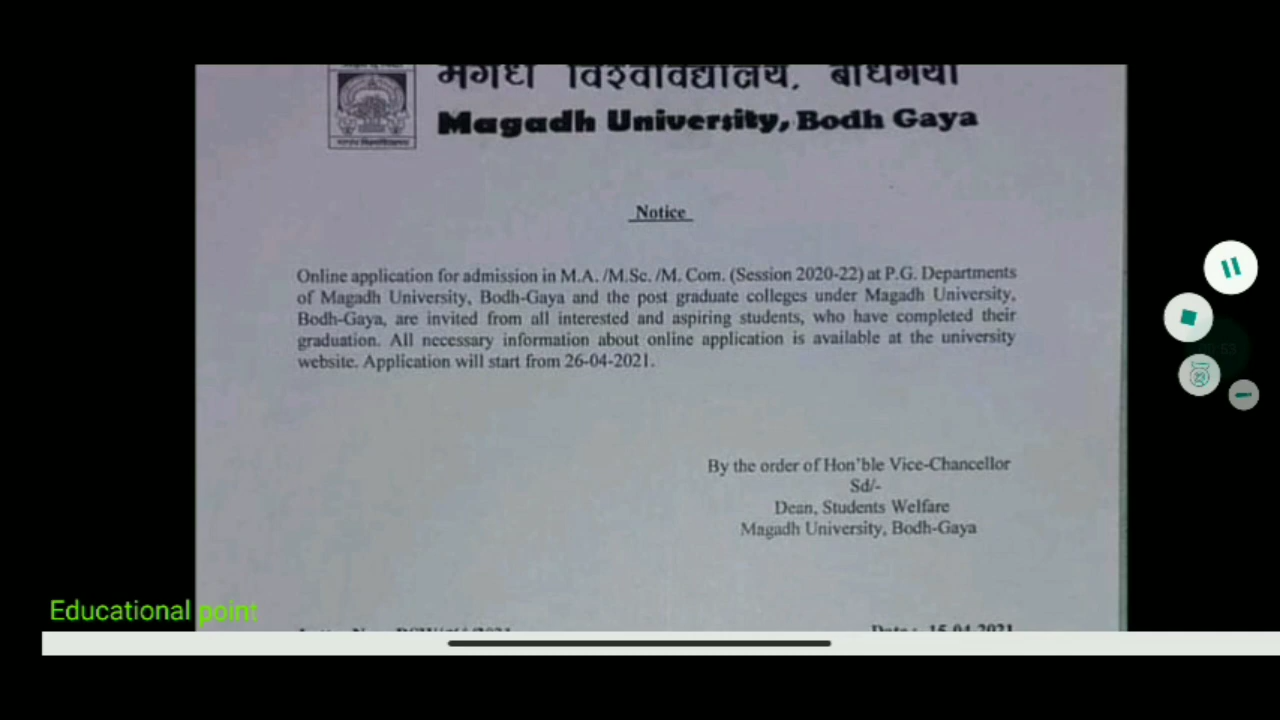 मगध विश्वविद्यालय, बोधगया
Magadh University, Bodh Gaya
Notice
Online application for admission in M.A. /M.Sc. /M. Com. (Session 2020-22) at P.G. Departments
of Magadh University, Bodh-Gaya and the post graduate colleges under Magadh University,
Bodh-Gaya, are invited from all interested and aspiring students, who have completed their
graduation. All necessary information about online application is available at the university
website. Application will start from 26-04-2021.
By the order of Hon'ble Vice-Chancellor
Sd/-
Dean, Students Welfare
Magadh University, Bodh-Gaya
Educational point
Date: 15.04.2021